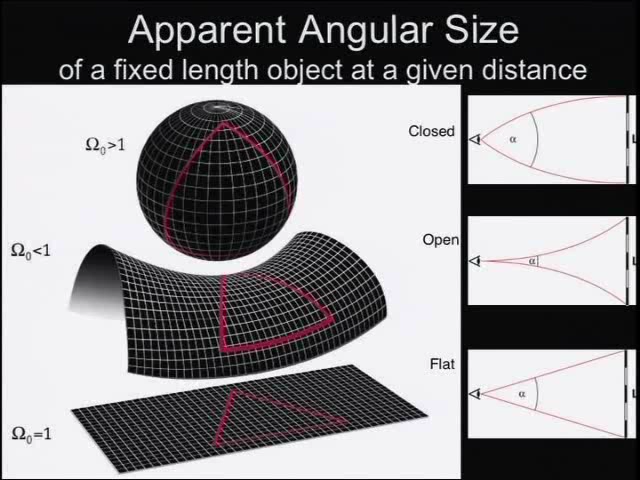 Apparent Angular Size
of a fixed length object at a given distance
Ω₀>1
Ω₀<1
Ω₀=1
Closed
α
L
Open
α
L
Flat
α
L